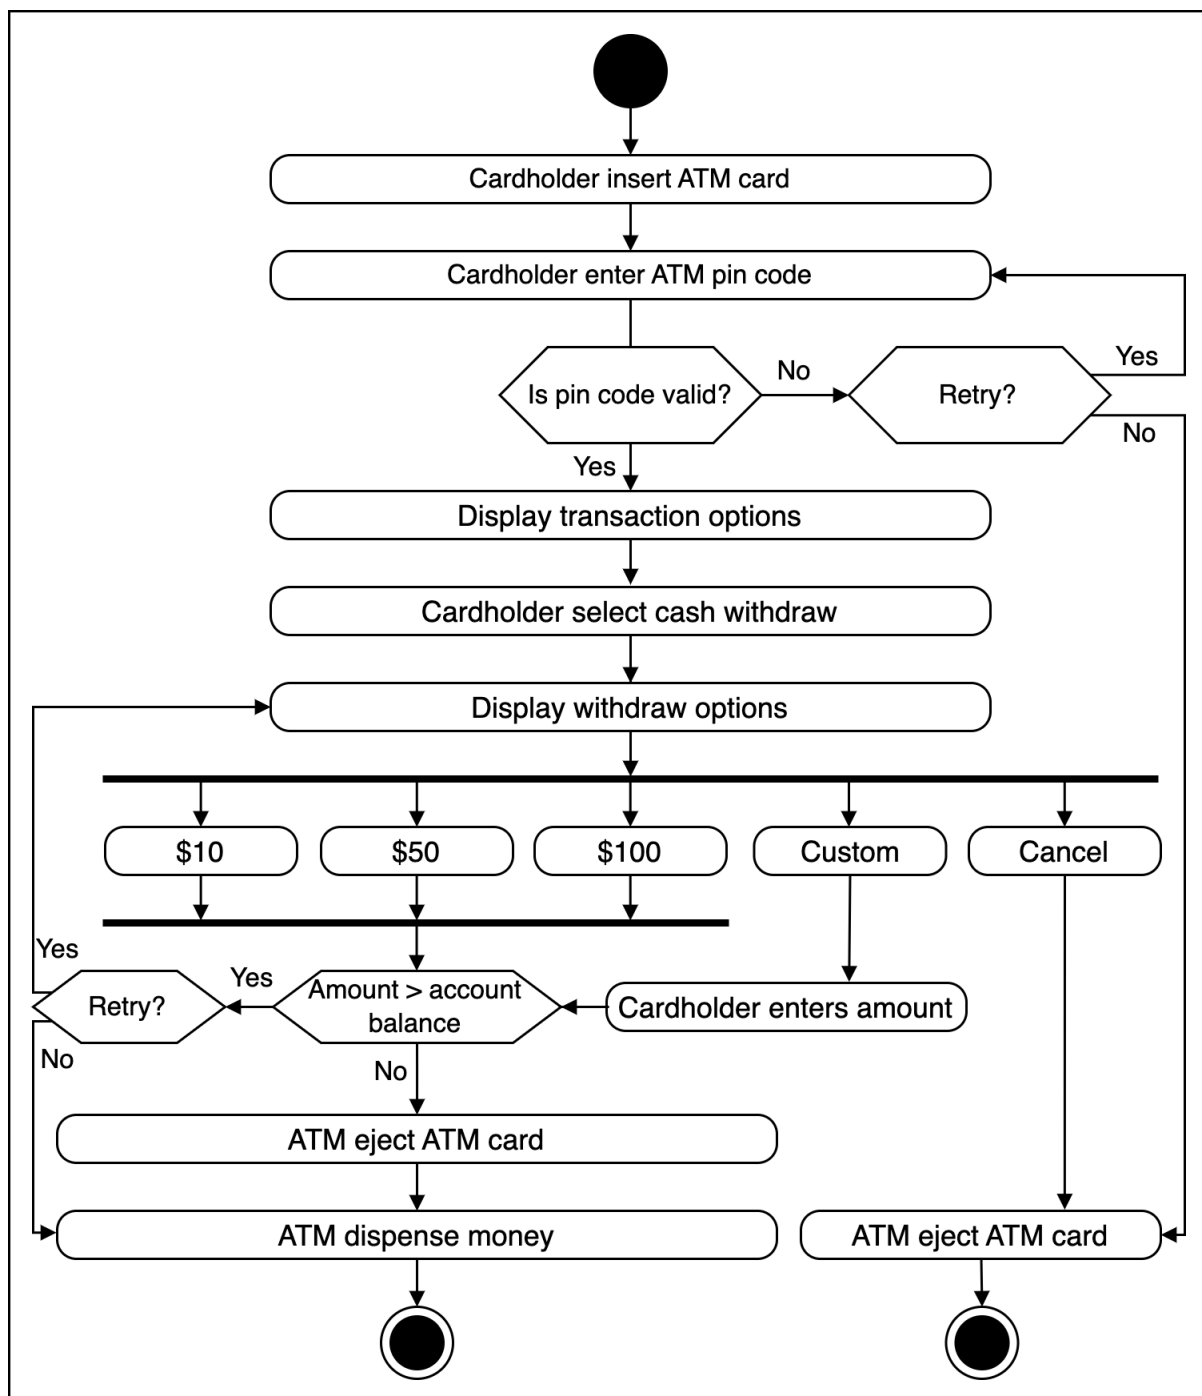 Cardholder insert ATM card
Cardholder enter ATM pin code
Yes
Is pin code valid?
No
Retry?
No
Yes
Display transaction options
Cardholder select cash withdraw
Display withdraw options
$10
$50
$100
Custom
Cancel
Yes
Retry?
Yes
Amount > account
balance
Cardholder enters amount
No
No
ATM eject ATM card
ATM dispense money
ATM eject ATM card